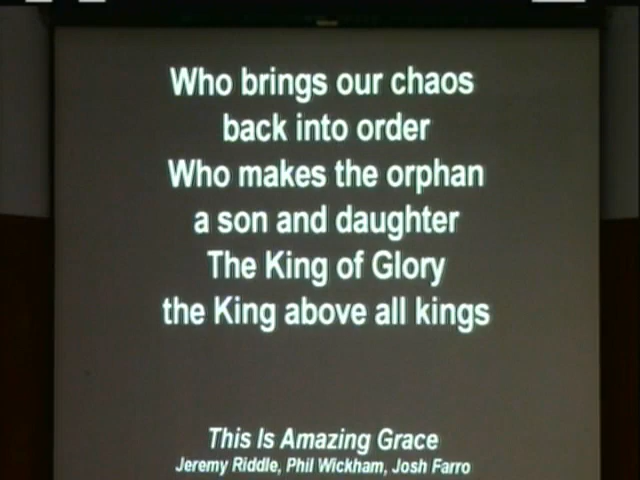 Who brings our chaos
back into order
Who makes the orphan
a son and daughter
The King of Glory
the King above all kings
This Is Amazing Grace
Jeremy Riddle, Phil Wickham, Josh Farro